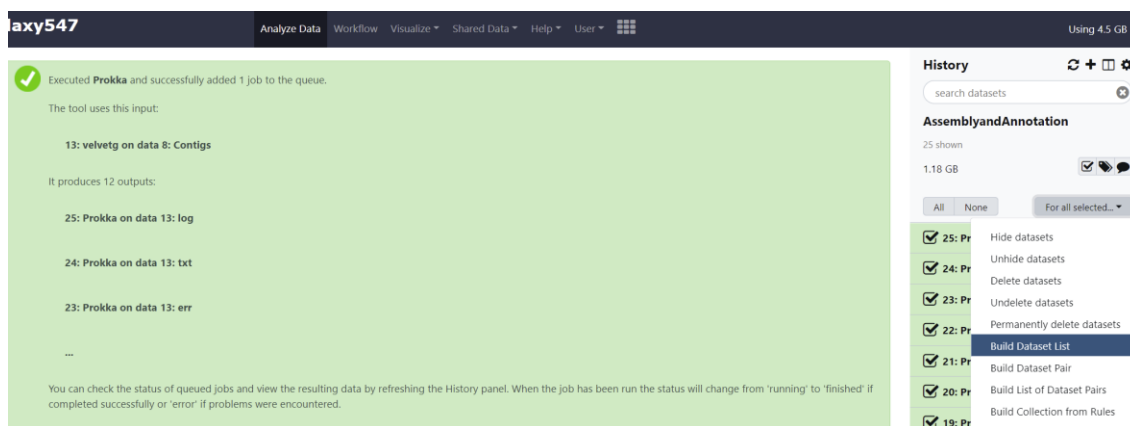 laxy547
Analyze Data Workflow Visualize Shared Data Help User
Using 4.5 GB
Executed Prokka and successfully added 1 job to the queue.
The tool uses this input:
13: velvetg on data 8: Contigs
It produces 12 outputs:
25: Prokka on data 13: log
24: Prokka on data 13: txt
23: Prokka on data 13: err
...
You can check the status of queued jobs and view the resulting data by refreshing the History panel. When the job has been run the status will change from 'running' to 'finished' if
completed successfully or 'error' if problems were encountered.
History
search datasets
AssemblyandAnnotation
25 shown
1.18 GB
All None For all selected...
25: Pr
24: Pr
23: Pr
22: Pr
21: Pr
20: Pr
19: Pr
Hide datasets
Unhide datasets
Delete datasets
Undelete datasets
Permanently delete datasets
Build Dataset List
Build Dataset Pair
Build List of Dataset Pairs
Build Collection from Rules